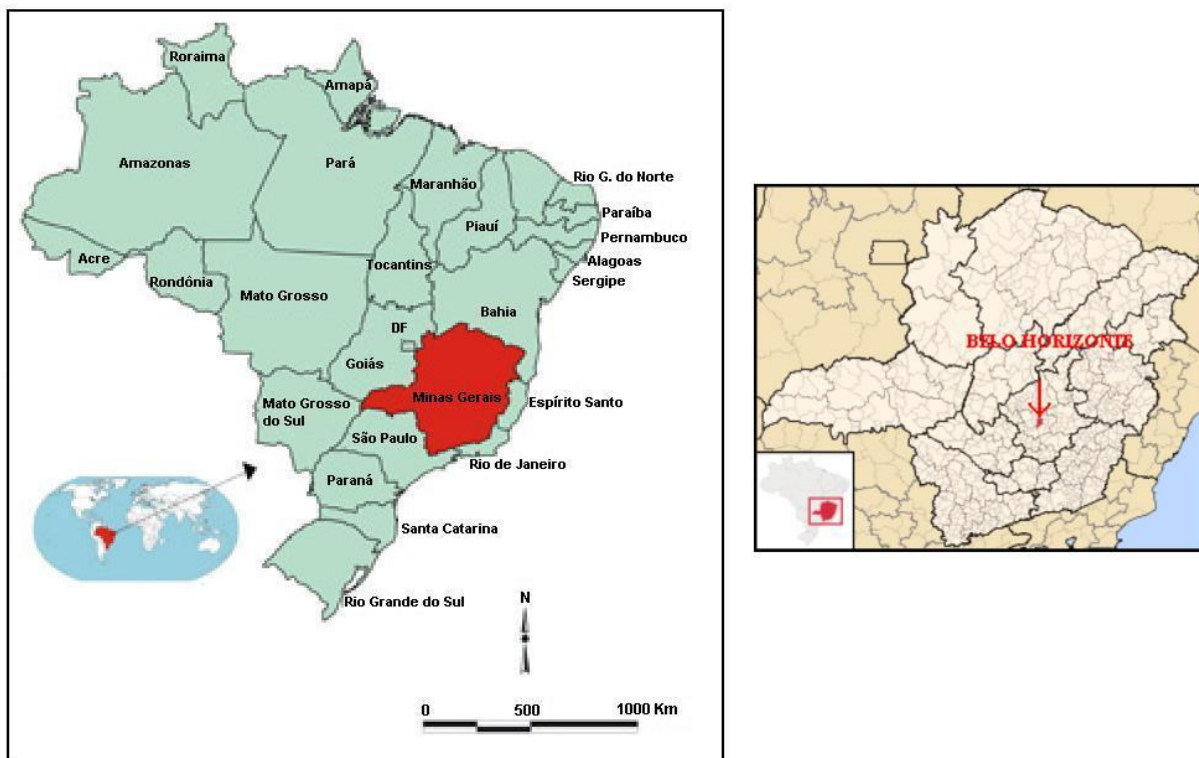 Roraima
Amapá
Amazonas
Pará
Maranhão
Rio G. do Norte
Paraíba
Piauí
Pernambuco
Alagoas
Sergipe
Acre
Rondônia
Tocantins
Mato Grosso
Bahia
DF
Goiás
Minas Gerais
Espírito Santo
Mato Grosso
do Sul
São Paulo
Rio de Janeiro
Paraná
Santa Catarina
Rio Grande do Sul
N
0 500 1000 Km
BELO HORIZONTE